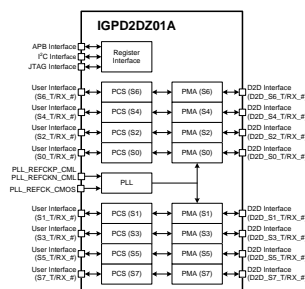 IGPD2DZ01A
APB Interface
I²C Interface
JTAG Interface
Register
Interface
User Interface
(S6_T/RX_#)
PCS (S6)
PMA (S6)
D2D Interface
(D2D_S6_T/RX_#)
User Interface
(S4_T/RX_#)
PCS (S4)
PMA (S4)
D2D Interface
(D2D_S4_T/RX_#)
User Interface
(S2_T/RX_#)
PCS (S2)
PMA (S2)
D2D Interface
(D2D_S2_T/RX_#)
User Interface
(S0_T/RX_#)
PCS (S0)
PMA (S0)
D2D Interface
(D2D_S0_T/RX_#)
PLL_REFCKP_CML
PLL_REFCKN_CML
PLL_REFCK_CMOS
PLL
User Interface
(S1_T/RX_#)
PCS (S1)
PMA (S1)
D2D Interface
(D2D_S1_T/RX_#)
User Interface
(S3_T/RX_#)
PCS (S3)
PMA (S3)
D2D Interface
(D2D_S3_T/RX_#)
User Interface
(S5_T/RX_#)
PCS (S5)
PMA (S5)
D2D Interface
(D2D_S5_T/RX_#)
User Interface
(S7_T/RX_#)
PCS (S7)
PMA (S7)
D2D Interface
(D2D_S7_T/RX_#)